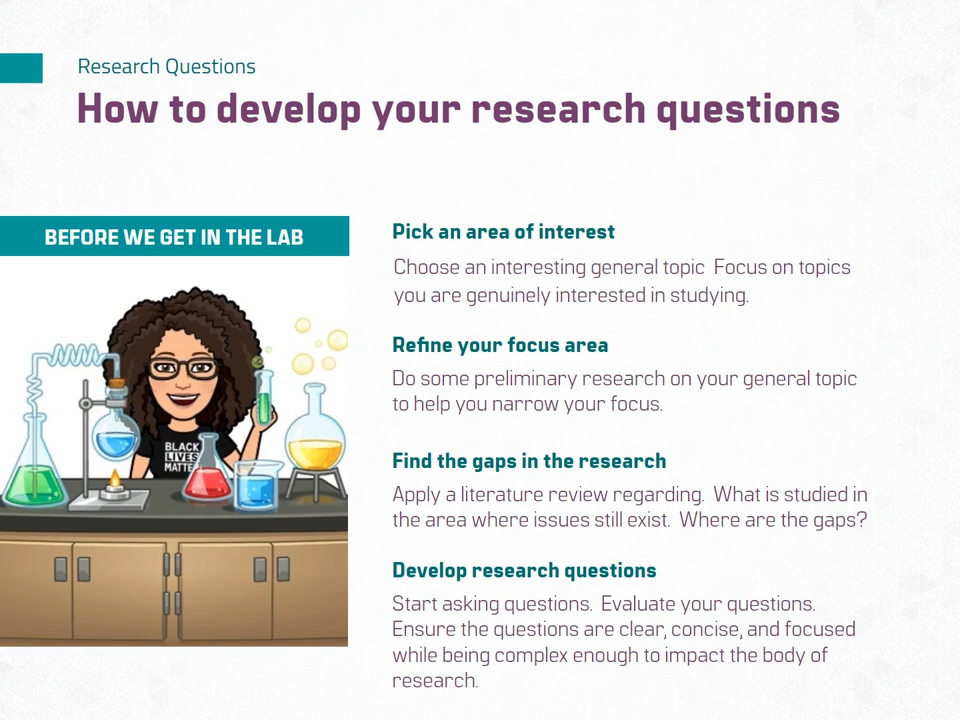 Research Questions
How to develop your research questions
BEFORE WE GET IN THE LAB
BLACK
LIVES
MATTER
Pick an area of interest
Choose an interesting general topic  Focus on topics
you are genuinely interested in studying.
Refine your focus area
Do some preliminary research on your general topic
to help you narrow your focus.
Find the gaps in the research
Apply a literature review regarding.  What is studied in
the area where issues still exist.  Where are the gaps?
Develop research questions
Start asking questions.  Evaluate your questions.
Ensure the questions are clear, concise, and focused
while being complex enough to impact the body of
research.